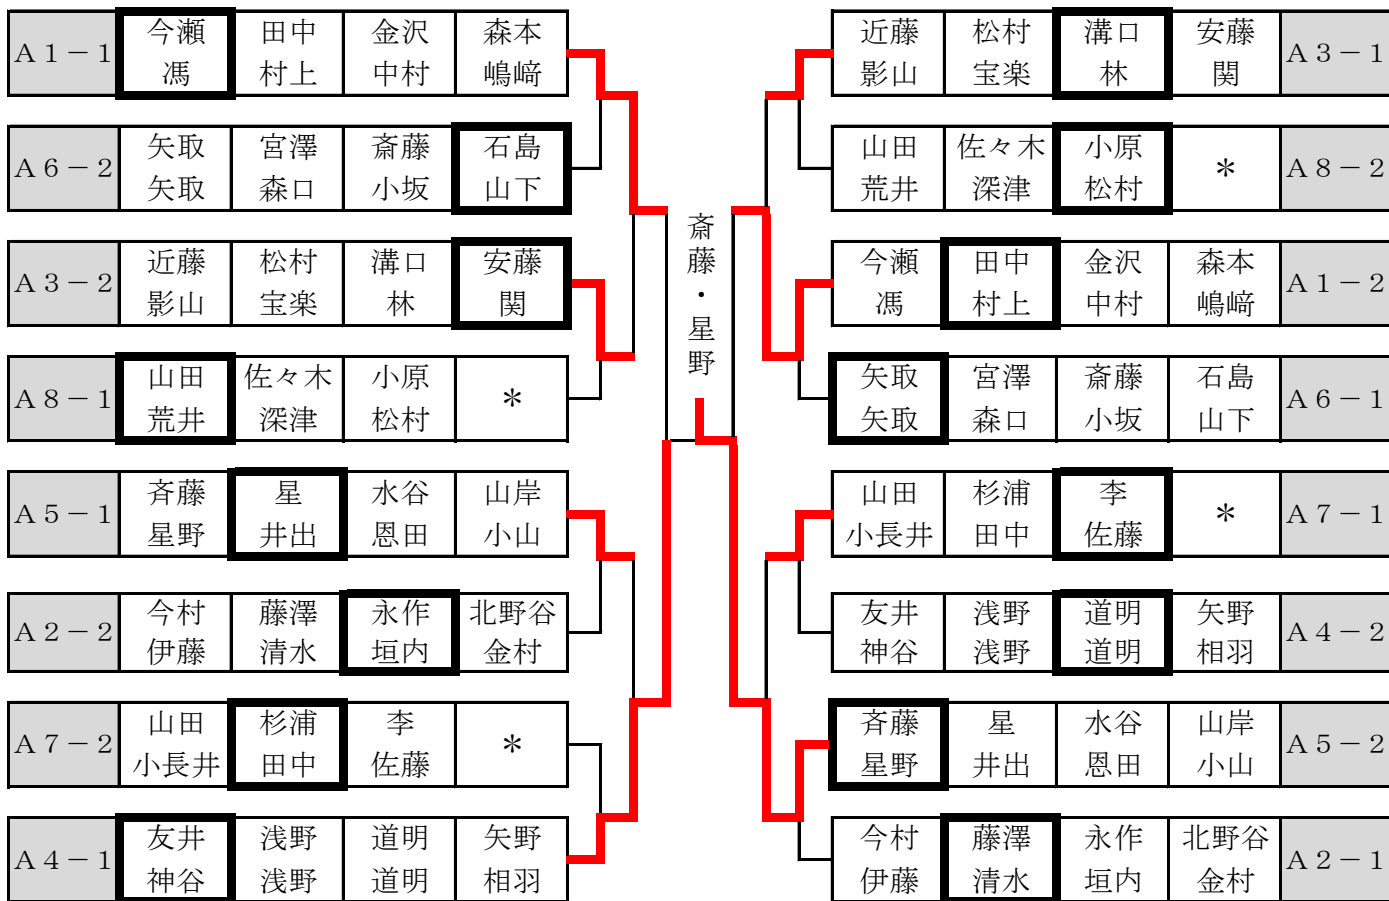 A1-1 今瀬 田中 金沢 森本
馮 村上 中村 嶋﨑
A6-2 矢取 宮澤 斎藤 石島
矢取 森口 小坂 山下
A3-2 近藤 松村 溝口 安藤
影山 宝楽 林 関
A8-1 山田 佐々木 小原 *
荒井 深津 松村
A5-1 斉藤 星 水谷 山岸
星野 井出 恩田 小山
A2-2 今村 藤澤 永作 北野谷
伊藤 清水 垣内 金村
A7-2 山田 杉浦 李 *
小長井 田中 佐藤
A4-1 友井 浅野 道明 矢野
神谷 浅野 道明 相羽
斎藤・星野
近藤 松村 溝口 安藤 A3-1
影山 宝楽 林 関
山田 佐々木 小原 * A8-2
荒井 深津 松村
今瀬 田中 金沢 森本 A1-2
馮 村上 中村 嶋﨑
矢取 宮澤 斎藤 石島 A6-1
矢取 森口 小坂 山下
山田 杉浦 李 * A7-1
小長井 田中 佐藤
友井 浅野 道明 矢野 A4-2
神谷 浅野 道明 相羽
斉藤 星 水谷 山岸 A5-2
星野 井出 恩田 小山
今村 藤澤 永作 北野谷 A2-1
伊藤 清水 垣内 金村